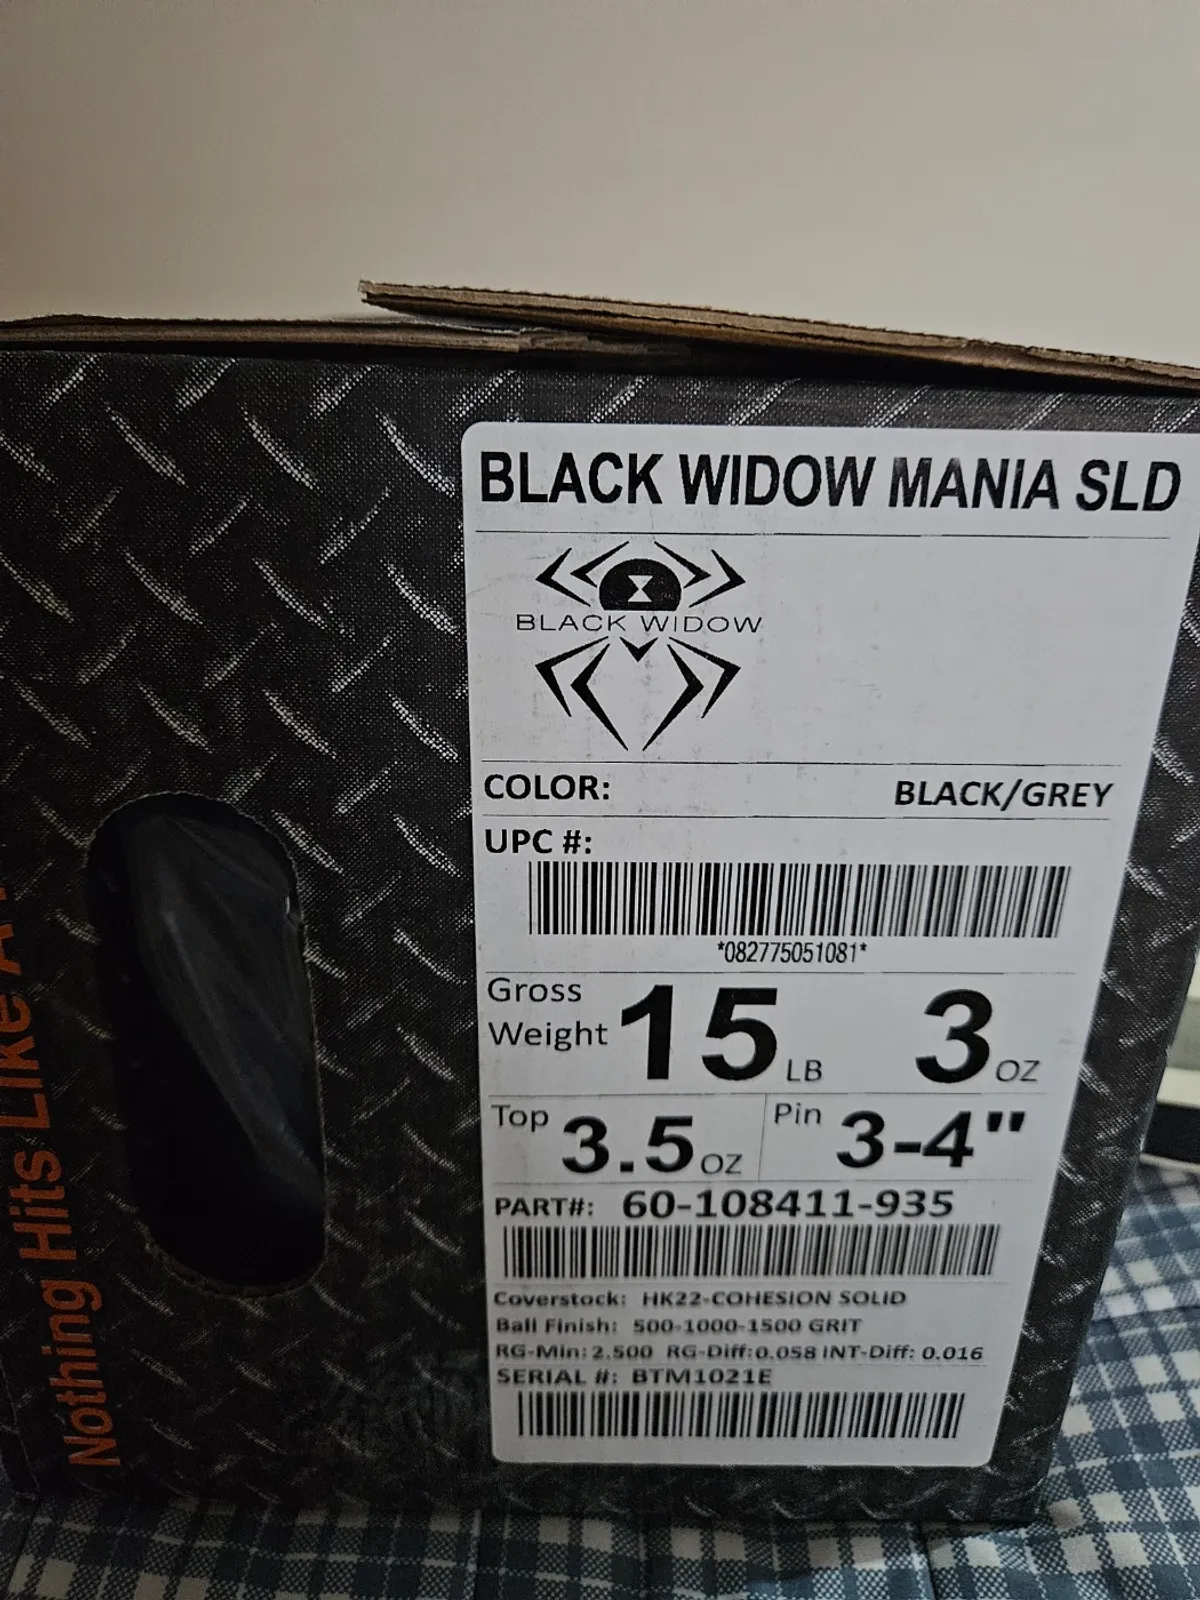 BLACK WIDOW MANIA SLD
BLACK WIDOW
COLOR: BLACK/GREY
UPC #:
*082775051081*
Gross Weight 15 LB 3 OZ
Top 3.5 OZ Pin 3-4"
PART#: 60-108411-935
Coverstock: HK22-COHESION SOLID
Ball Finish: 500-1000-1500 GRIT
RG-Min: 2.500 RG-Diff: 0.058 INT-Diff: 0.016
SERIAL #: BTM1021E
Nothing Hits Like A